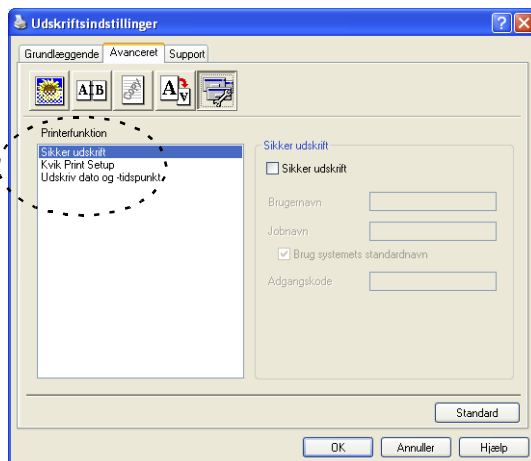 Udskriftsindstillinger
Grundlæggende Avanceret Support
Printerfunktion
Sikker udskrift
Kvik Print Setup
Udskriv dato og -tidspunkt
Sikker udskrift
Sikker udskrift
Brugernavn
Jobnavn
Brug systemets standardnavn
Adgangskode
Standard
OK Annuller Hjælp